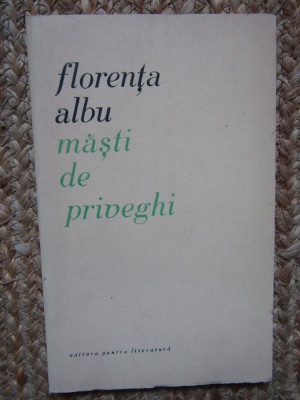 florența
albu
măști
de
priveghi
editura pentru literatură